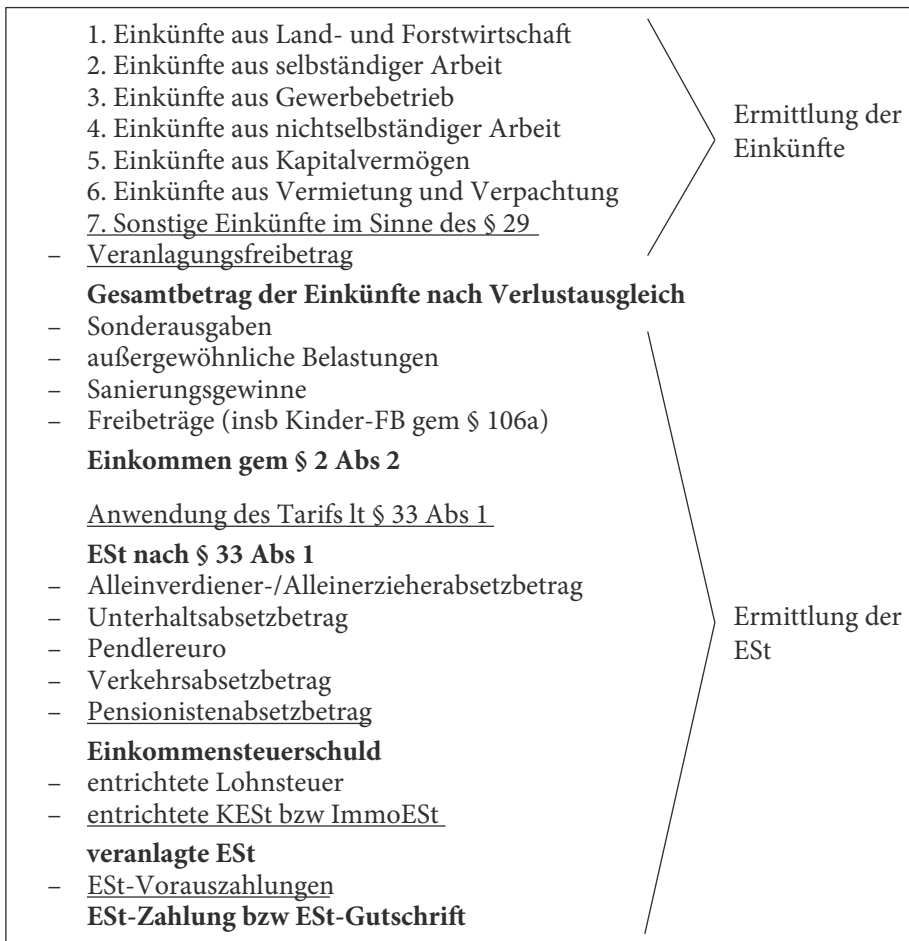 1. Einkünfte aus Land- und Forstwirtschaft
2. Einkünfte aus selbständiger Arbeit
3. Einkünfte aus Gewerbebetrieb
4. Einkünfte aus nichtselbständiger Arbeit
5. Einkünfte aus Kapitalvermögen
6. Einkünfte aus Vermietung und Verpachtung
7. Sonstige Einkünfte im Sinne des § 29
– Veranlagungsfreibetrag
Ermittlung der
Einkünfte
Gesamtbetrag der Einkünfte nach Verlustausgleich
– Sonderausgaben
– außergewöhnliche Belastungen
– Sanierungsgewinne
– Freibeträge (insb Kinder-FB gem § 106a)
Einkommen gem § 2 Abs 2
Anwendung des Tarifs lt § 33 Abs 1
ESt nach § 33 Abs 1
– Alleinverdiener-/Alleinerzieherabsetzbetrag
– Unterhaltsabsetzbetrag
– Pendlereuro
– Verkehrsabsetzbetrag
– Pensionistenabsetzbetrag
Einkommensteuerschuld
– entrichtete Lohnsteuer
– entrichtete KESt bzw ImmoESt
veranlagte ESt
– ESt-Vorauszahlungen
ESt-Zahlung bzw ESt-Gutschrift
Ermittlung der
ESt